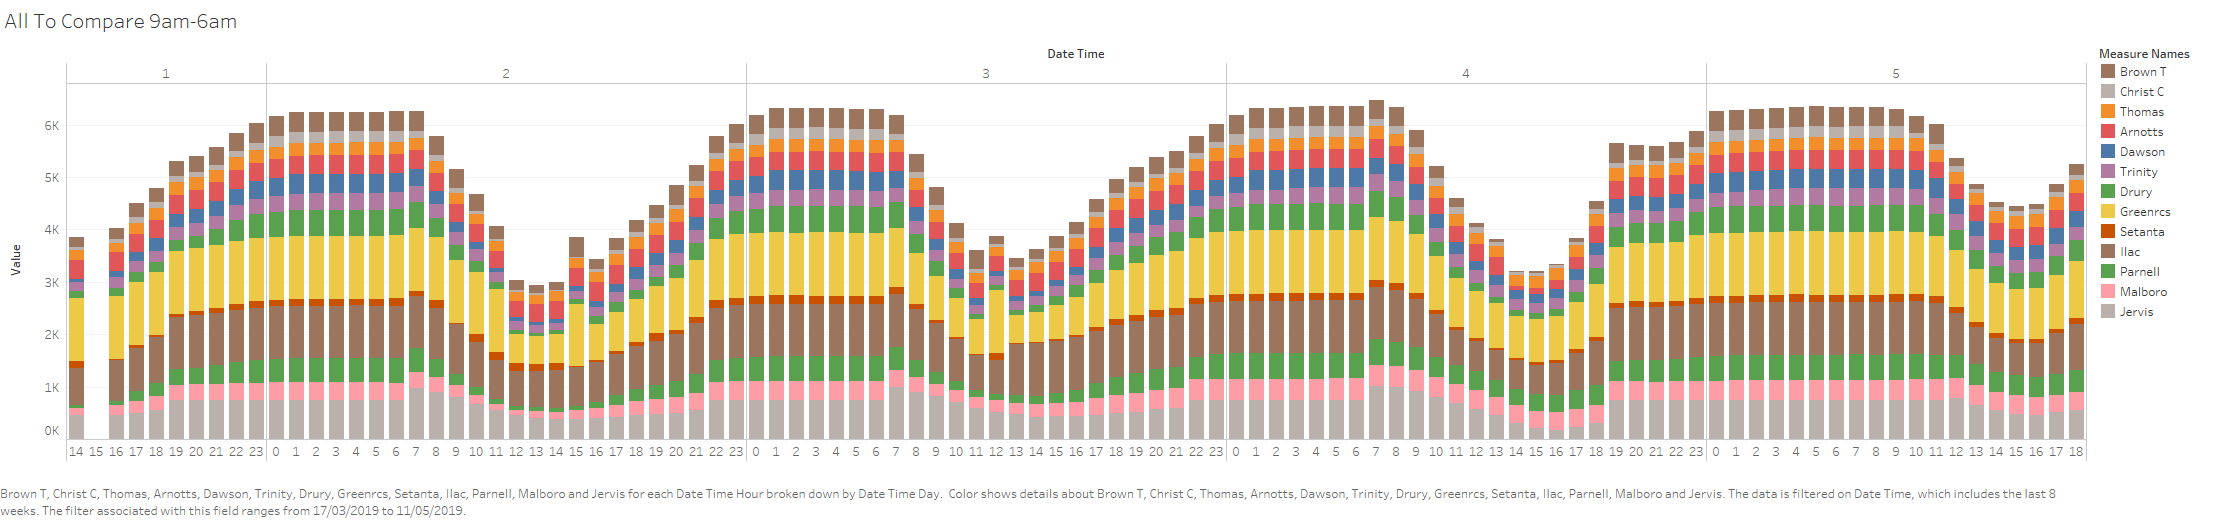 All To Compare 9am-6am
Date Time
1 2 3 4 5
Value
6K
5K
4K
3K
2K
1K
0K
14 15 16 17 18 19 20 21 22 23 0 1 2 3 4 5 6 7 8 9 10 11 12 13 14 15 16 17 18 19 20 21 22 23 0 1 2 3 4 5 6 7 8 9 10 11 12 13 14 15 16 17 18 19 20 21 22 23 0 1 2 3 4 5 6 7 8 9 10 11 12 13 14 15 16 17 18 19 20 21 22 23 0 1 2 3 4 5 6 7 8 9 10 11 12 13 14 15 16 17 18
Measure Names
Brown T
Christ C
Thomas
Arnotts
Dawson
Trinity
Drury
Greenrcs
Setanta
Ilac
Parnell
Malboro
Jervis
Brown T, Christ C, Thomas, Arnotts, Dawson, Trinity, Drury, Greenrcs, Setanta, Ilac, Parnell, Malboro and Jervis for each Date Time Hour broken down by Date Time Day.  Color shows details about Brown T, Christ C, Thomas, Arnotts, Dawson, Trinity, Drury, Greenrcs, Setanta, Ilac, Parnell, Malboro and Jervis. The data is filtered on Date Time, which includes the last 8
weeks. The filter associated with this field ranges from 17/03/2019 to 11/05/2019.